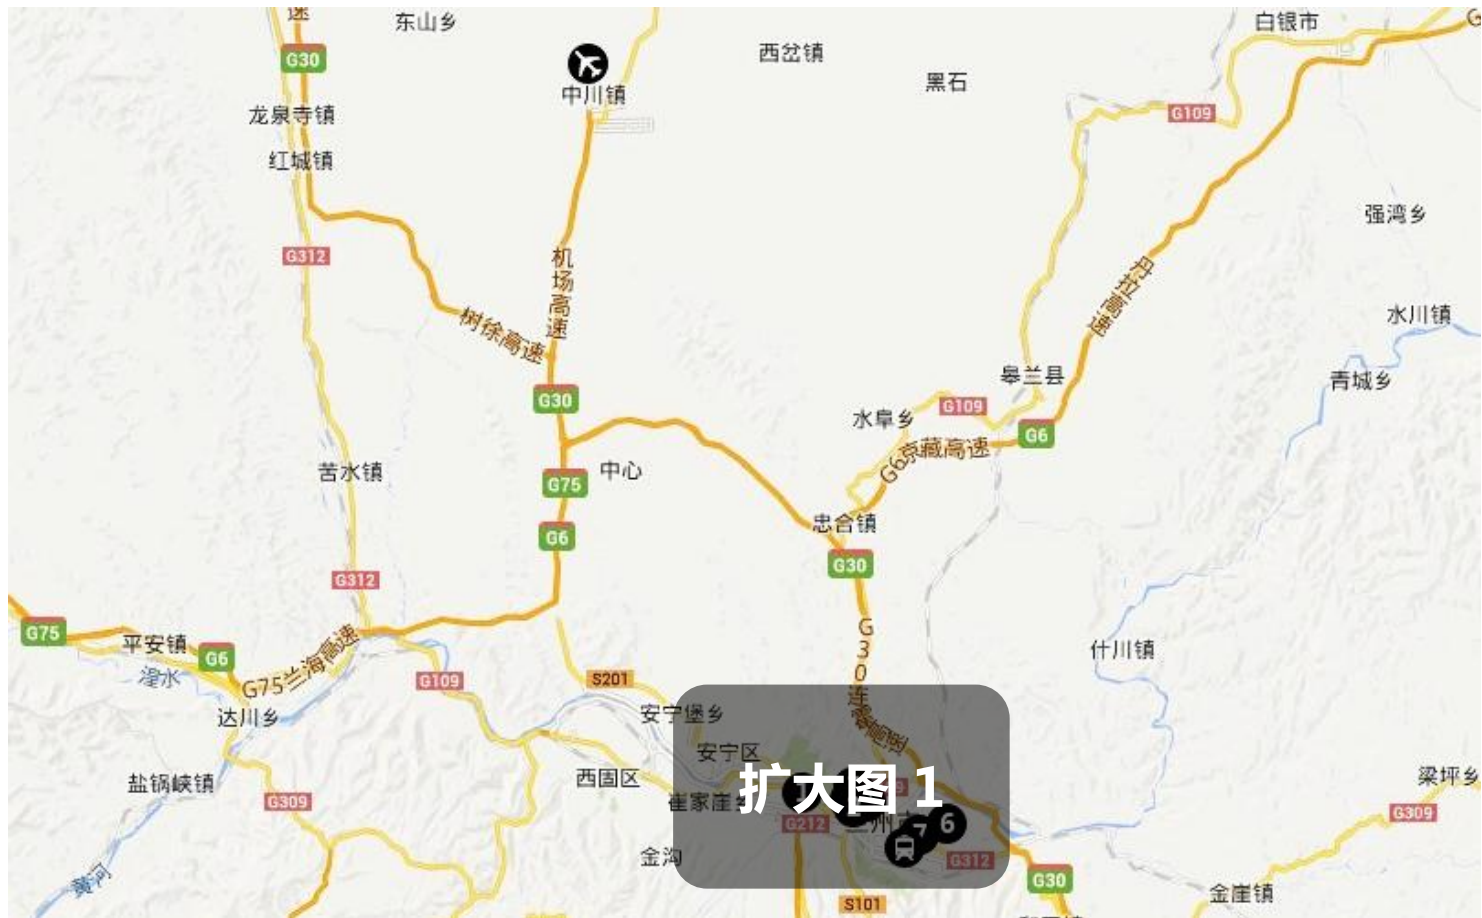 速
东山乡
白银市
G30
西岔镇
黑石
中川镇
G109
龙泉寺镇
红城镇
强湾乡
G312
机场高速
丹拉高速
水川镇
树徐高速
皋兰县
青城乡
G30
G109
水阜乡
G6
G6京藏高速
苦水镇
中心
G75
忠合镇
G6
G30
G312
G75
平安镇
G6
湟水
G75兰海高速
G30连霍高速
什川镇
G109
S201
达川乡
安宁堡乡
安宁区
西固区
盐锅峡镇
扩大图 1
梁坪乡
崔家崖乡
G309
G309
G212
州
7
6
金沟
G312
黄河
G30
金崖镇
S101